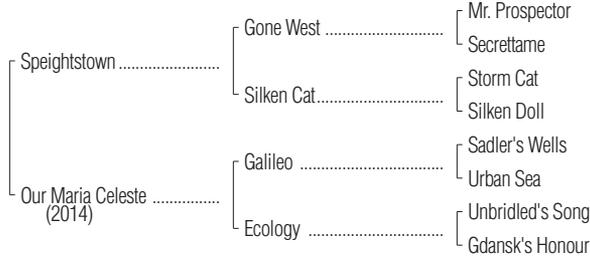 Mr. Prospector
Gone West ..............................
Secrettame
Speightstown .........................
Storm Cat
Silken Cat................................
Silken Doll
Sadler's Wells
Galileo ....................................
Urban Sea
Our Maria Celeste ................
(2014)
Unbridled's Song
Ecology ..................................
Gdansk's Honour